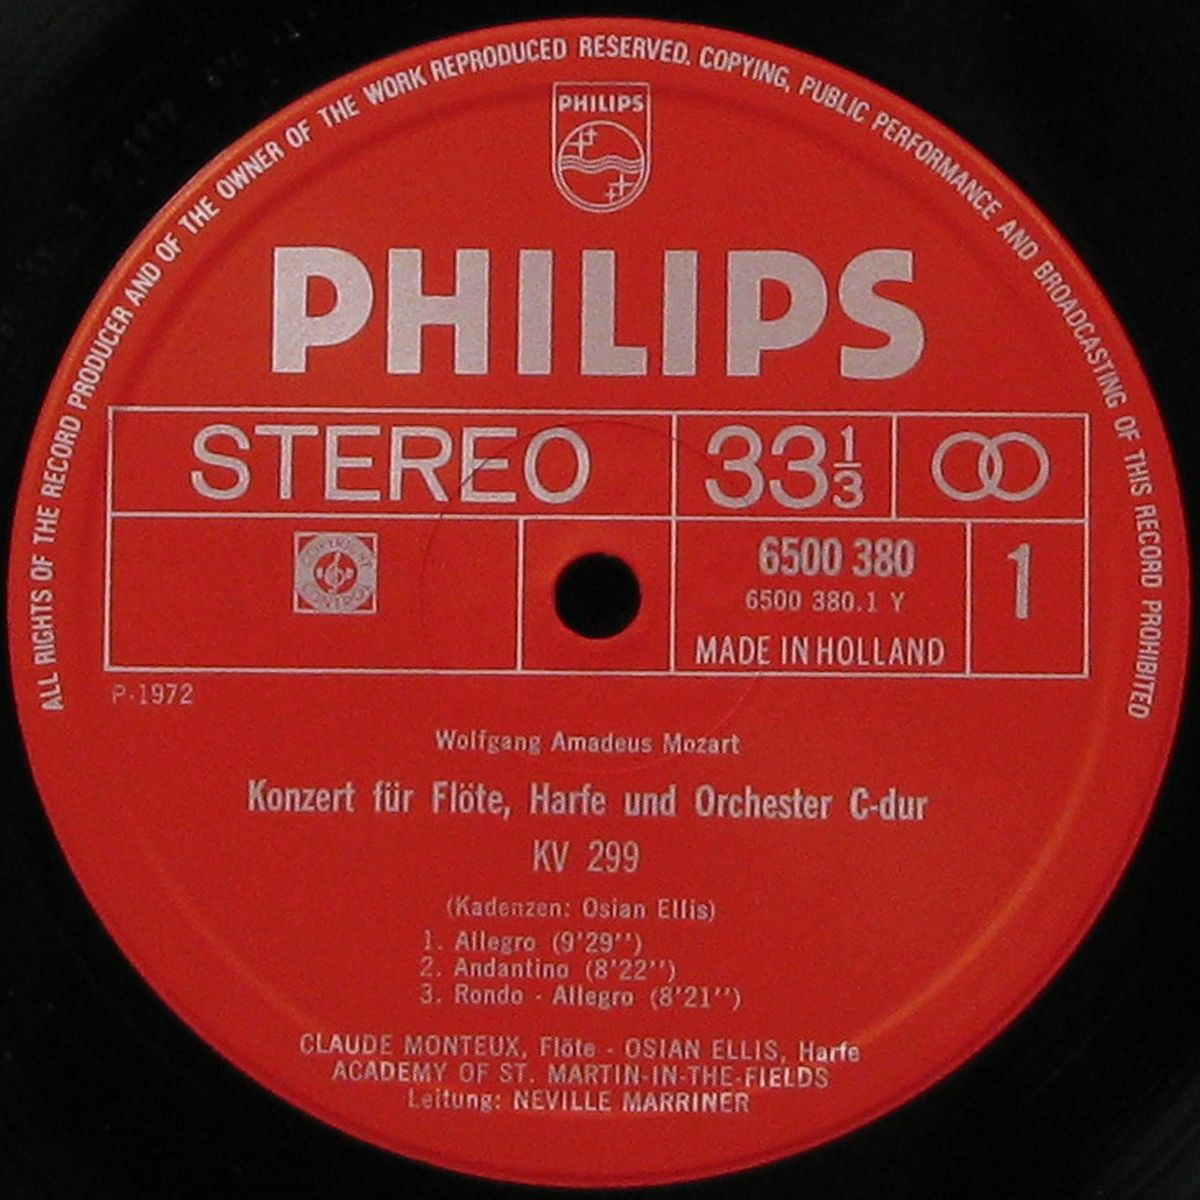 ALL RIGHTS OF THE RECORD PRODUCER AND OF THE OWNER OF THE WORK REPRODUCED RESERVED. COPYING, PUBLIC PERFORMANCE AND BROADCASTING OF THIS RECORD PROHIBITED
PHILIPS
PHILIPS
STEREO 33 1/3
COPYRIGHT CONTROL
6500 380 1
6500 380.1 Y
MADE IN HOLLAND
P-1972
Wolfgang Amadeus Mozart
Konzert für Flöte, Harfe und Orchester C-dur
KV 299
(Kadenzen: Osian Ellis)
1. Allegro (9'29'')
2. Andantino (8'22'')
3. Rondo - Allegro (8'21'')
CLAUDE MONTEUX, Flöte - OSIAN ELLIS, Harfe
ACADEMY OF ST. MARTIN-IN-THE-FIELDS
Leitung: NEVILLE MARRINER